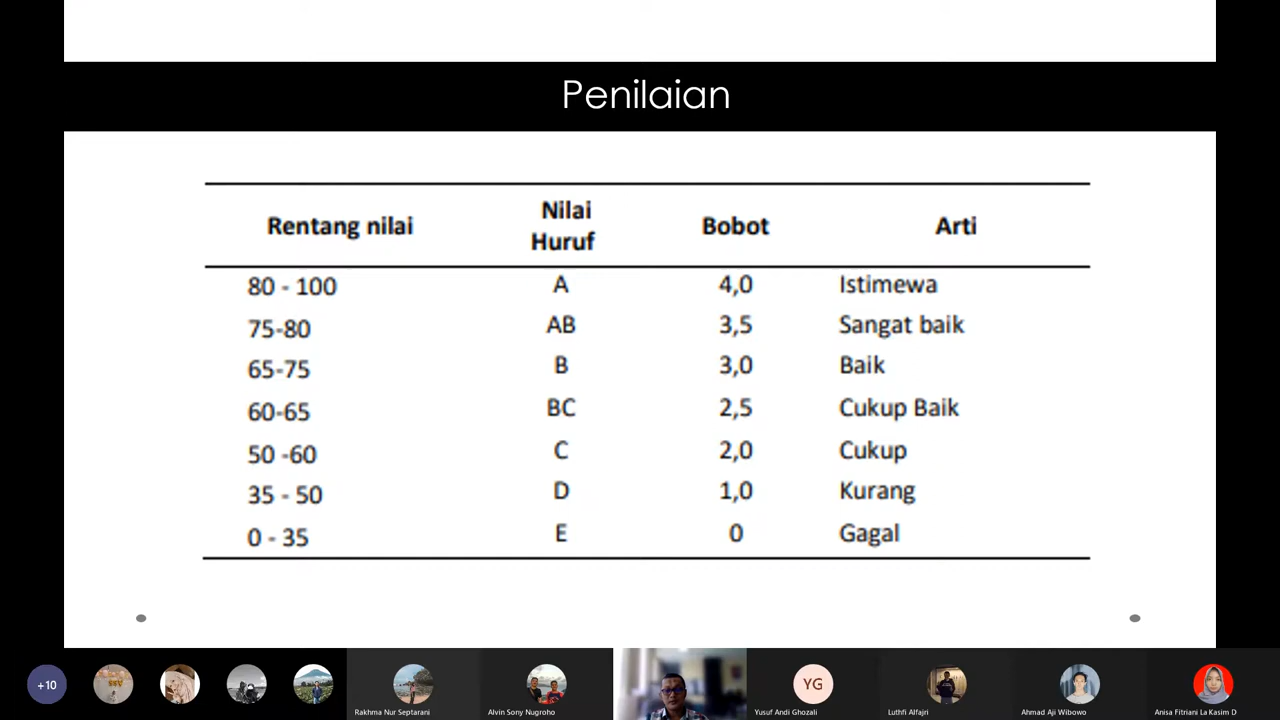 Penilaian
Rentang nilai Nilai Huruf Bobot Arti
80 - 100 A 4,0 Istimewa
75-80 AB 3,5 Sangat baik
65-75 B 3,0 Baik
60-65 BC 2,5 Cukup Baik
50 -60 C 2,0 Cukup
35 - 50 D 1,0 Kurang
0 - 35 E 0 Gagal
+10
YG
Rakhma Nur Septarani
Alvin Sony Nugroho
Yusuf Andi Ghozali
Luthfi Alfajri
Ahmad Aji Wibowo
Anisa Fitriani La Kasim D